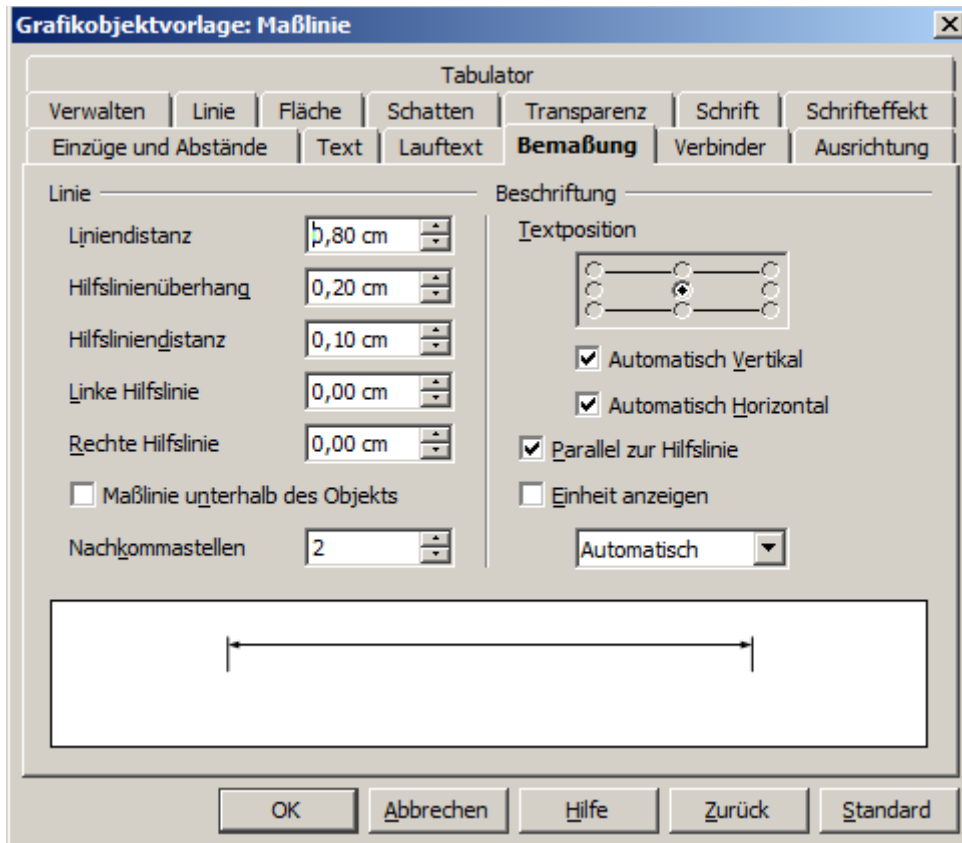 Grafikobjektvorlage: Maßlinie
Tabulator
Verwalten Linie Fläche Schatten Transparenz Schrift Schrifteffekt
Einzüge und Abstände Text Lauftext Bemaßung Verbinder Ausrichtung
Linie
Liniendistanz 0,80 cm
Hilfslinienüberhang 0,20 cm
Hilfsliniendistanz 0,10 cm
Linke Hilfslinie 0,00 cm
Rechte Hilfslinie 0,00 cm
Maßlinie unterhalb des Objekts
Nachkommastellen 2
Beschriftung
Textposition
Automatisch Vertikal
Automatisch Horizontal
Parallel zur Hilfslinie
Einheit anzeigen
Automatisch
OK Abbrechen Hilfe Zurück Standard